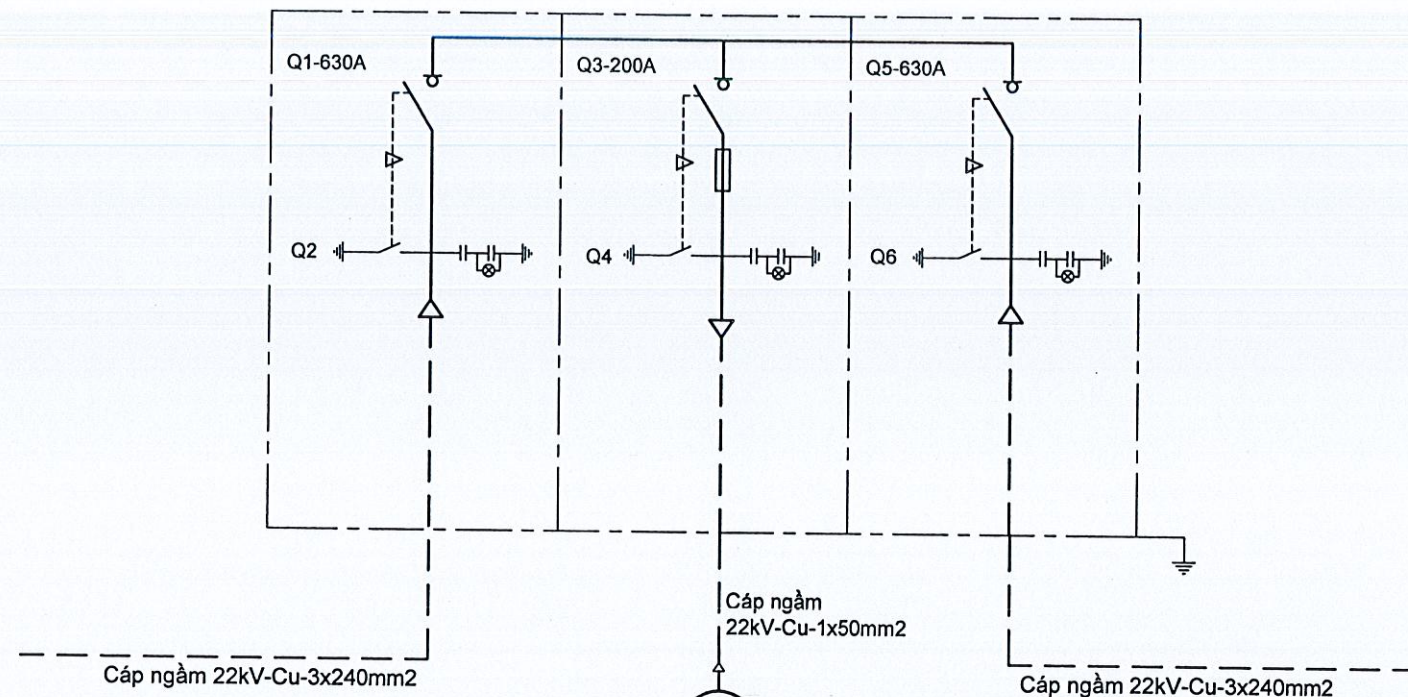 Q1-630A
Q3-200A
Q5-630A
Q2
Q4
Q6
Cáp ngầm
22kV-Cu-1x50mm2
Cáp ngầm 22kV-Cu-3x240mm2
Cáp ngầm 22kV-Cu-3x240mm2